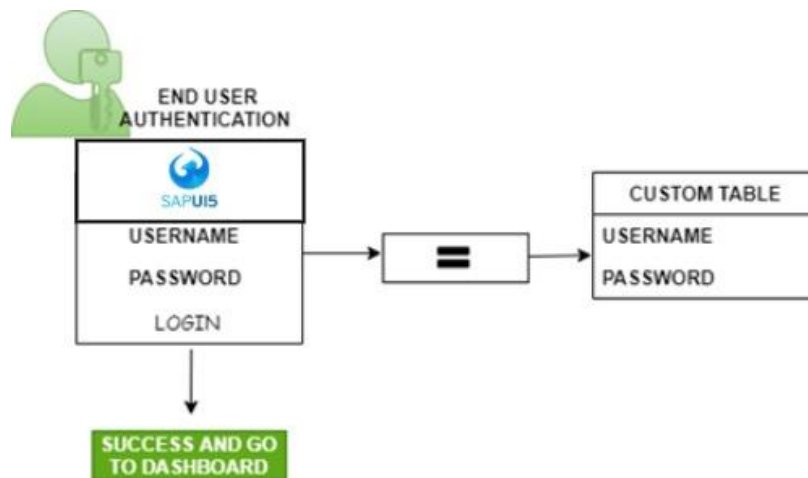 END USER
AUTHENTICATION
SAPUI5
USERNAME
PASSWORD
LOGIN
=
CUSTOM TABLE
USERNAME
PASSWORD
SUCCESS AND GO
TO DASHBOARD